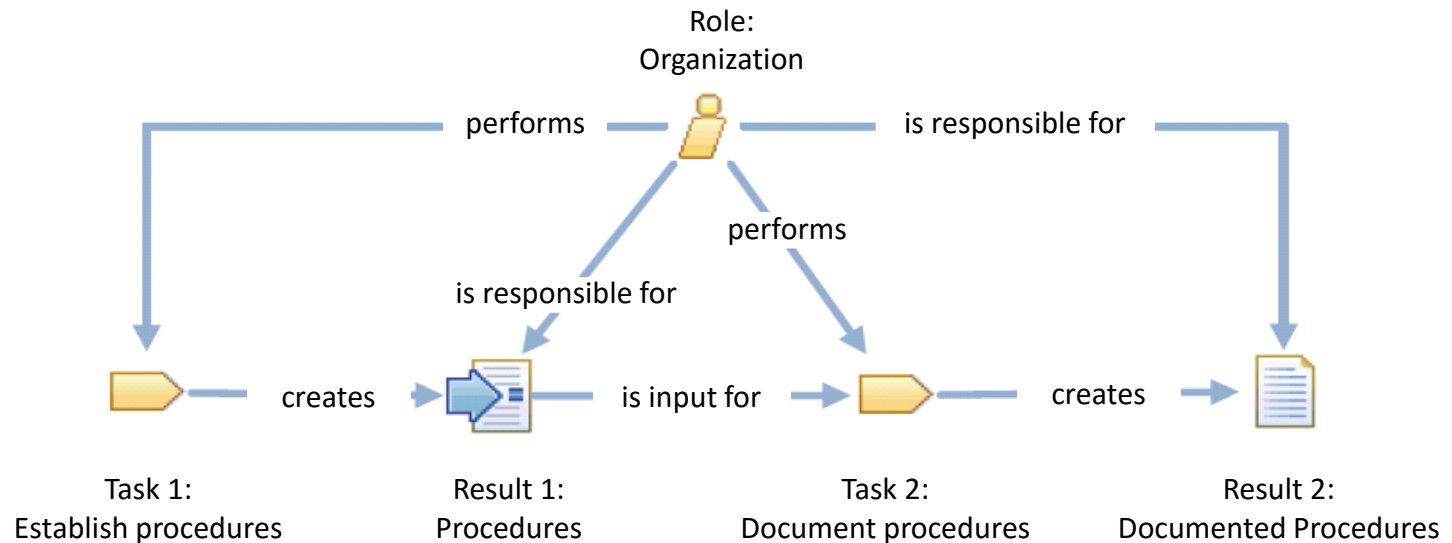 Role:
Organization
performs
is responsible for
performs
is responsible for
creates
is input for
creates
Task 1:
Establish procedures
Result 1:
Procedures
Task 2:
Document procedures
Result 2:
Documented Procedures